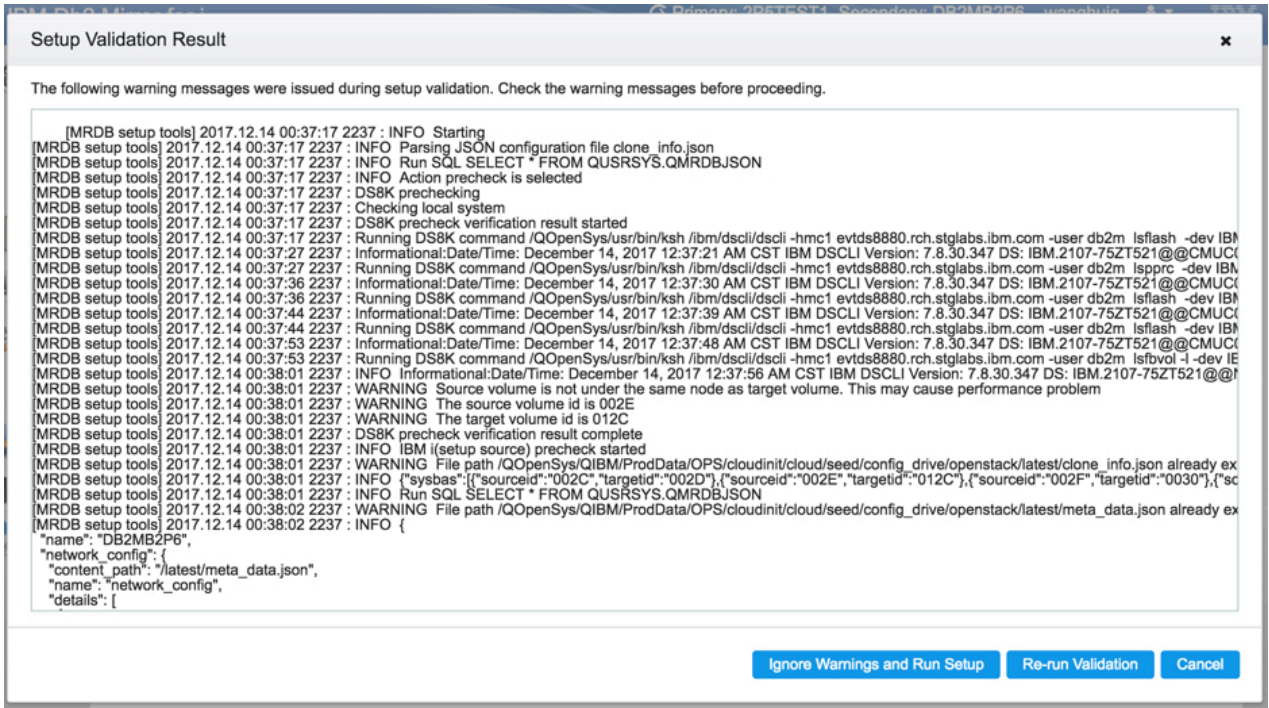 IBM Db2 Mirror for i
Primary: 2P5TEST1, Secondary: DB2MB2P6 wanghuig
Setup Validation Result
The following warning messages were issued during setup validation. Check the warning messages before proceeding.
[MRDB setup tools] 2017.12.14 00:37:17 2237 : INFO Starting
[MRDB setup tools] 2017.12.14 00:37:17 2237 : INFO Parsing JSON configuration file clone_info.json
[MRDB setup tools] 2017.12.14 00:37:17 2237 : INFO Run SQL SELECT * FROM QUSRSYS.QMRDBJSON
[MRDB setup tools] 2017.12.14 00:37:17 2237 : INFO Action precheck is selected
[MRDB setup tools] 2017.12.14 00:37:17 2237 : DS8K prechecking
[MRDB setup tools] 2017.12.14 00:37:17 2237 : Checking local system
[MRDB setup tools] 2017.12.14 00:37:17 2237 : DS8K precheck verification result started
[MRDB setup tools] 2017.12.14 00:37:17 2237 : Running DS8K command /QOpenSys/usr/bin/ksh /ibm/dscli/dscli -hmc1 evtds8880.rch.stglabs.ibm.com -user db2m lsflash -dev IBM
[MRDB setup tools] 2017.12.14 00:37:27 2237 : Informational:Date/Time: December 14, 2017 12:37:21 AM CST IBM DSCLI Version: 7.8.30.347 DS: IBM.2107-75ZT521@@CMUC0
[MRDB setup tools] 2017.12.14 00:37:27 2237 : Running DS8K command /QOpenSys/usr/bin/ksh /ibm/dscli/dscli -hmc1 evtds8880.rch.stglabs.ibm.com -user db2m lspprc -dev IBM
[MRDB setup tools] 2017.12.14 00:37:36 2237 : Informational:Date/Time: December 14, 2017 12:37:30 AM CST IBM DSCLI Version: 7.8.30.347 DS: IBM.2107-75ZT521@@CMUC0
[MRDB setup tools] 2017.12.14 00:37:36 2237 : Running DS8K command /QOpenSys/usr/bin/ksh /ibm/dscli/dscli -hmc1 evtds8880.rch.stglabs.ibm.com -user db2m lsflash -dev IBM
[MRDB setup tools] 2017.12.14 00:37:44 2237 : Informational:Date/Time: December 14, 2017 12:37:39 AM CST IBM DSCLI Version: 7.8.30.347 DS: IBM.2107-75ZT521@@CMUC0
[MRDB setup tools] 2017.12.14 00:37:44 2237 : Running DS8K command /QOpenSys/usr/bin/ksh /ibm/dscli/dscli -hmc1 evtds8880.rch.stglabs.ibm.com -user db2m lsflash -dev IBM
[MRDB setup tools] 2017.12.14 00:37:53 2237 : Informational:Date/Time: December 14, 2017 12:37:48 AM CST IBM DSCLI Version: 7.8.30.347 DS: IBM.2107-75ZT521@@CMUC0
[MRDB setup tools] 2017.12.14 00:37:53 2237 : Running DS8K command /QOpenSys/usr/bin/ksh /ibm/dscli/dscli -hmc1 evtds8880.rch.stglabs.ibm.com -user db2m lsfbvol -l -dev IB
[MRDB setup tools] 2017.12.14 00:38:01 2237 : INFO Informational:Date/Time: December 14, 2017 12:37:56 AM CST IBM DSCLI Version: 7.8.30.347 DS: IBM.2107-75ZT521@@N
[MRDB setup tools] 2017.12.14 00:38:01 2237 : WARNING Source volume is not under the same node as target volume. This may cause performance problem
[MRDB setup tools] 2017.12.14 00:38:01 2237 : WARNING The source volume id is 002E
[MRDB setup tools] 2017.12.14 00:38:01 2237 : WARNING The target volume id is 012C
[MRDB setup tools] 2017.12.14 00:38:01 2237 : DS8K precheck verification result complete
[MRDB setup tools] 2017.12.14 00:38:01 2237 : INFO IBM i(setup source) precheck started
[MRDB setup tools] 2017.12.14 00:38:01 2237 : WARNING File path /QOpenSys/QIBM/ProdData/OPS/cloudinit/cloud/seed/config_drive/openstack/latest/clone_info.json already ex
[MRDB setup tools] 2017.12.14 00:38:01 2237 : INFO {"sysbas":[{"sourceid":"002C","targetid":"002D"},{"sourceid":"002E","targetid":"012C"},{"sourceid":"002F","targetid":"0030"},{"sc
[MRDB setup tools] 2017.12.14 00:38:01 2237 : INFO Run SQL SELECT * FROM QUSRSYS.QMRDBJSON
[MRDB setup tools] 2017.12.14 00:38:02 2237 : WARNING File path /QOpenSys/QIBM/ProdData/OPS/cloudinit/cloud/seed/config_drive/openstack/latest/meta_data.json already ex
[MRDB setup tools] 2017.12.14 00:38:02 2237 : INFO {
"name": "DB2MB2P6",
"network_config": {
"content_path": "/latest/meta_data.json",
"name": "network_config",
"details": [
Ignore Warnings and Run Setup
Re-run Validation
Cancel